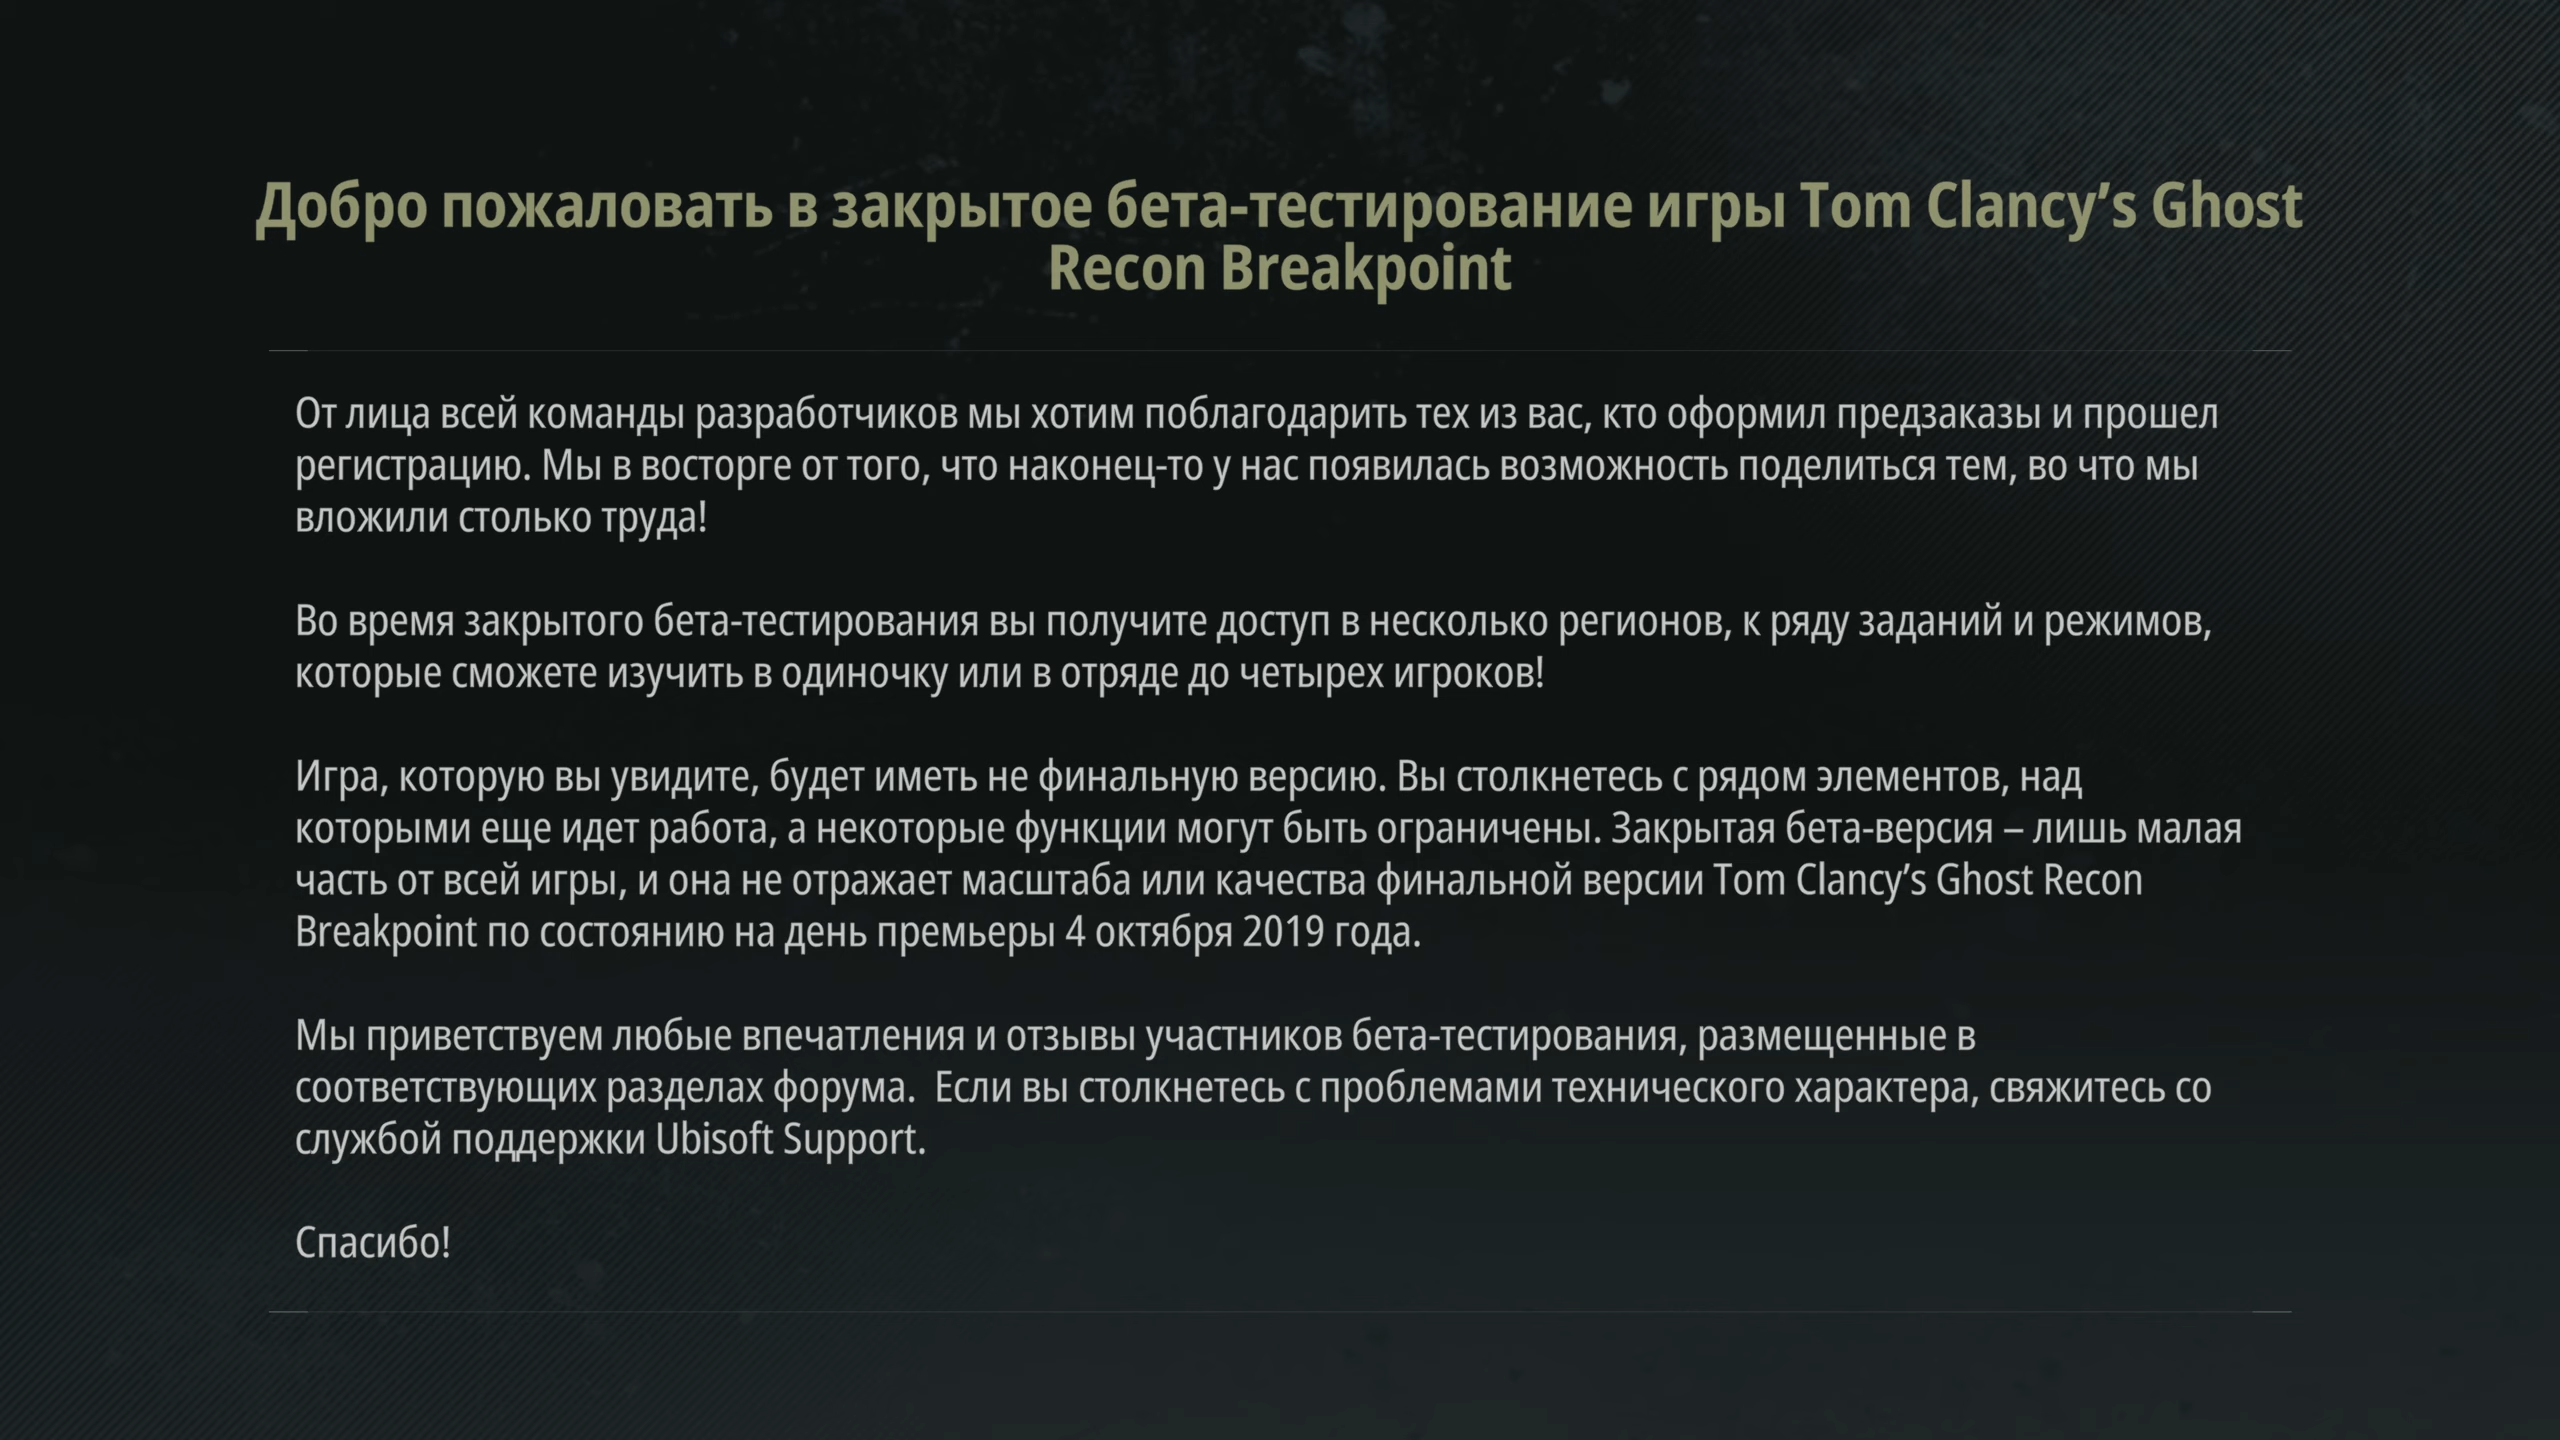 Добро пожаловать в закрытое бета-тестирование игры Tom Clancy’s Ghost
Recon Breakpoint
От лица всей команды разработчиков мы хотим поблагодарить тех из вас, кто оформил предзаказы и прошел
регистрацию. Мы в восторге от того, что наконец-то у нас появилась возможность поделиться тем, во что мы
вложили столько труда!
Во время закрытого бета-тестирования вы получите доступ в несколько регионов, к ряду заданий и режимов,
которые сможете изучить в одиночку или в отряде до четырех игроков!
Игра, которую вы увидите, будет иметь не финальную версию. Вы столкнетесь с рядом элементов, над
которыми еще идет работа, а некоторые функции могут быть ограничены. Закрытая бета-версия – лишь малая
часть от всей игры, и она не отражает масштаба или качества финальной версии Tom Clancy’s Ghost Recon
Breakpoint по состоянию на день премьеры 4 октября 2019 года.
Мы приветствуем любые впечатления и отзывы участников бета-тестирования, размещенные в
соответствующих разделах форума.  Если вы столкнетесь с проблемами технического характера, свяжитесь со
службой поддержки Ubisoft Support.
Спасибо!